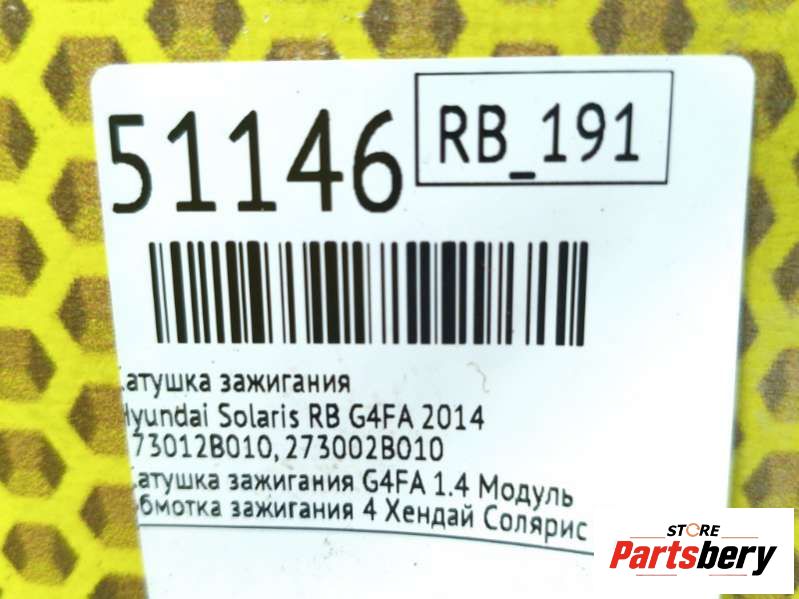 51146
RB_191
атушка зажигания
Hyundai Solaris RB G4FA 2014
73012B010, 273002B010
атушка зажигания G4FA 1.4 Модуль
бмотка зажигания 4 Хендай Солярис
STORE
Partsbery